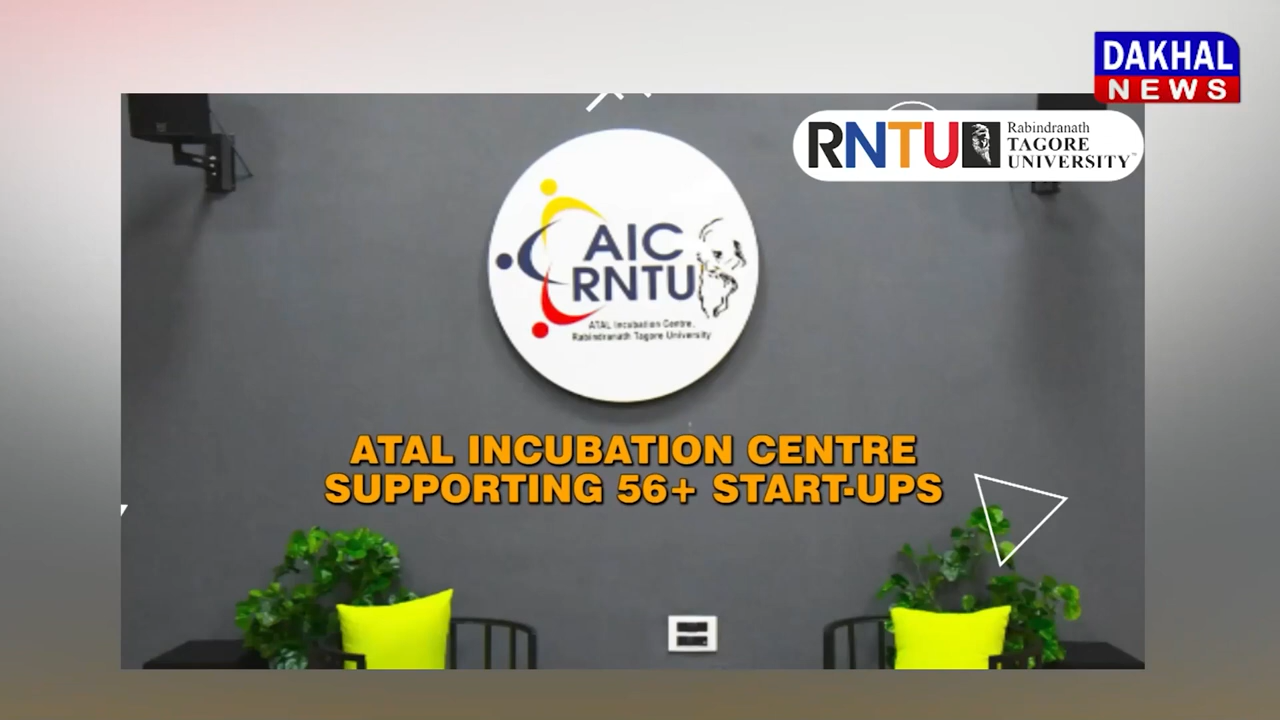 DAKHAL
NEWS
RNTU
Rabindranath
TAGORE
UNIVERSITY™
AIC
RNTU
ATAL Incubation Centre,
Rabindranath Tagore University
ATAL INCUBATION CENTRE
SUPPORTING 56+ START-UPS